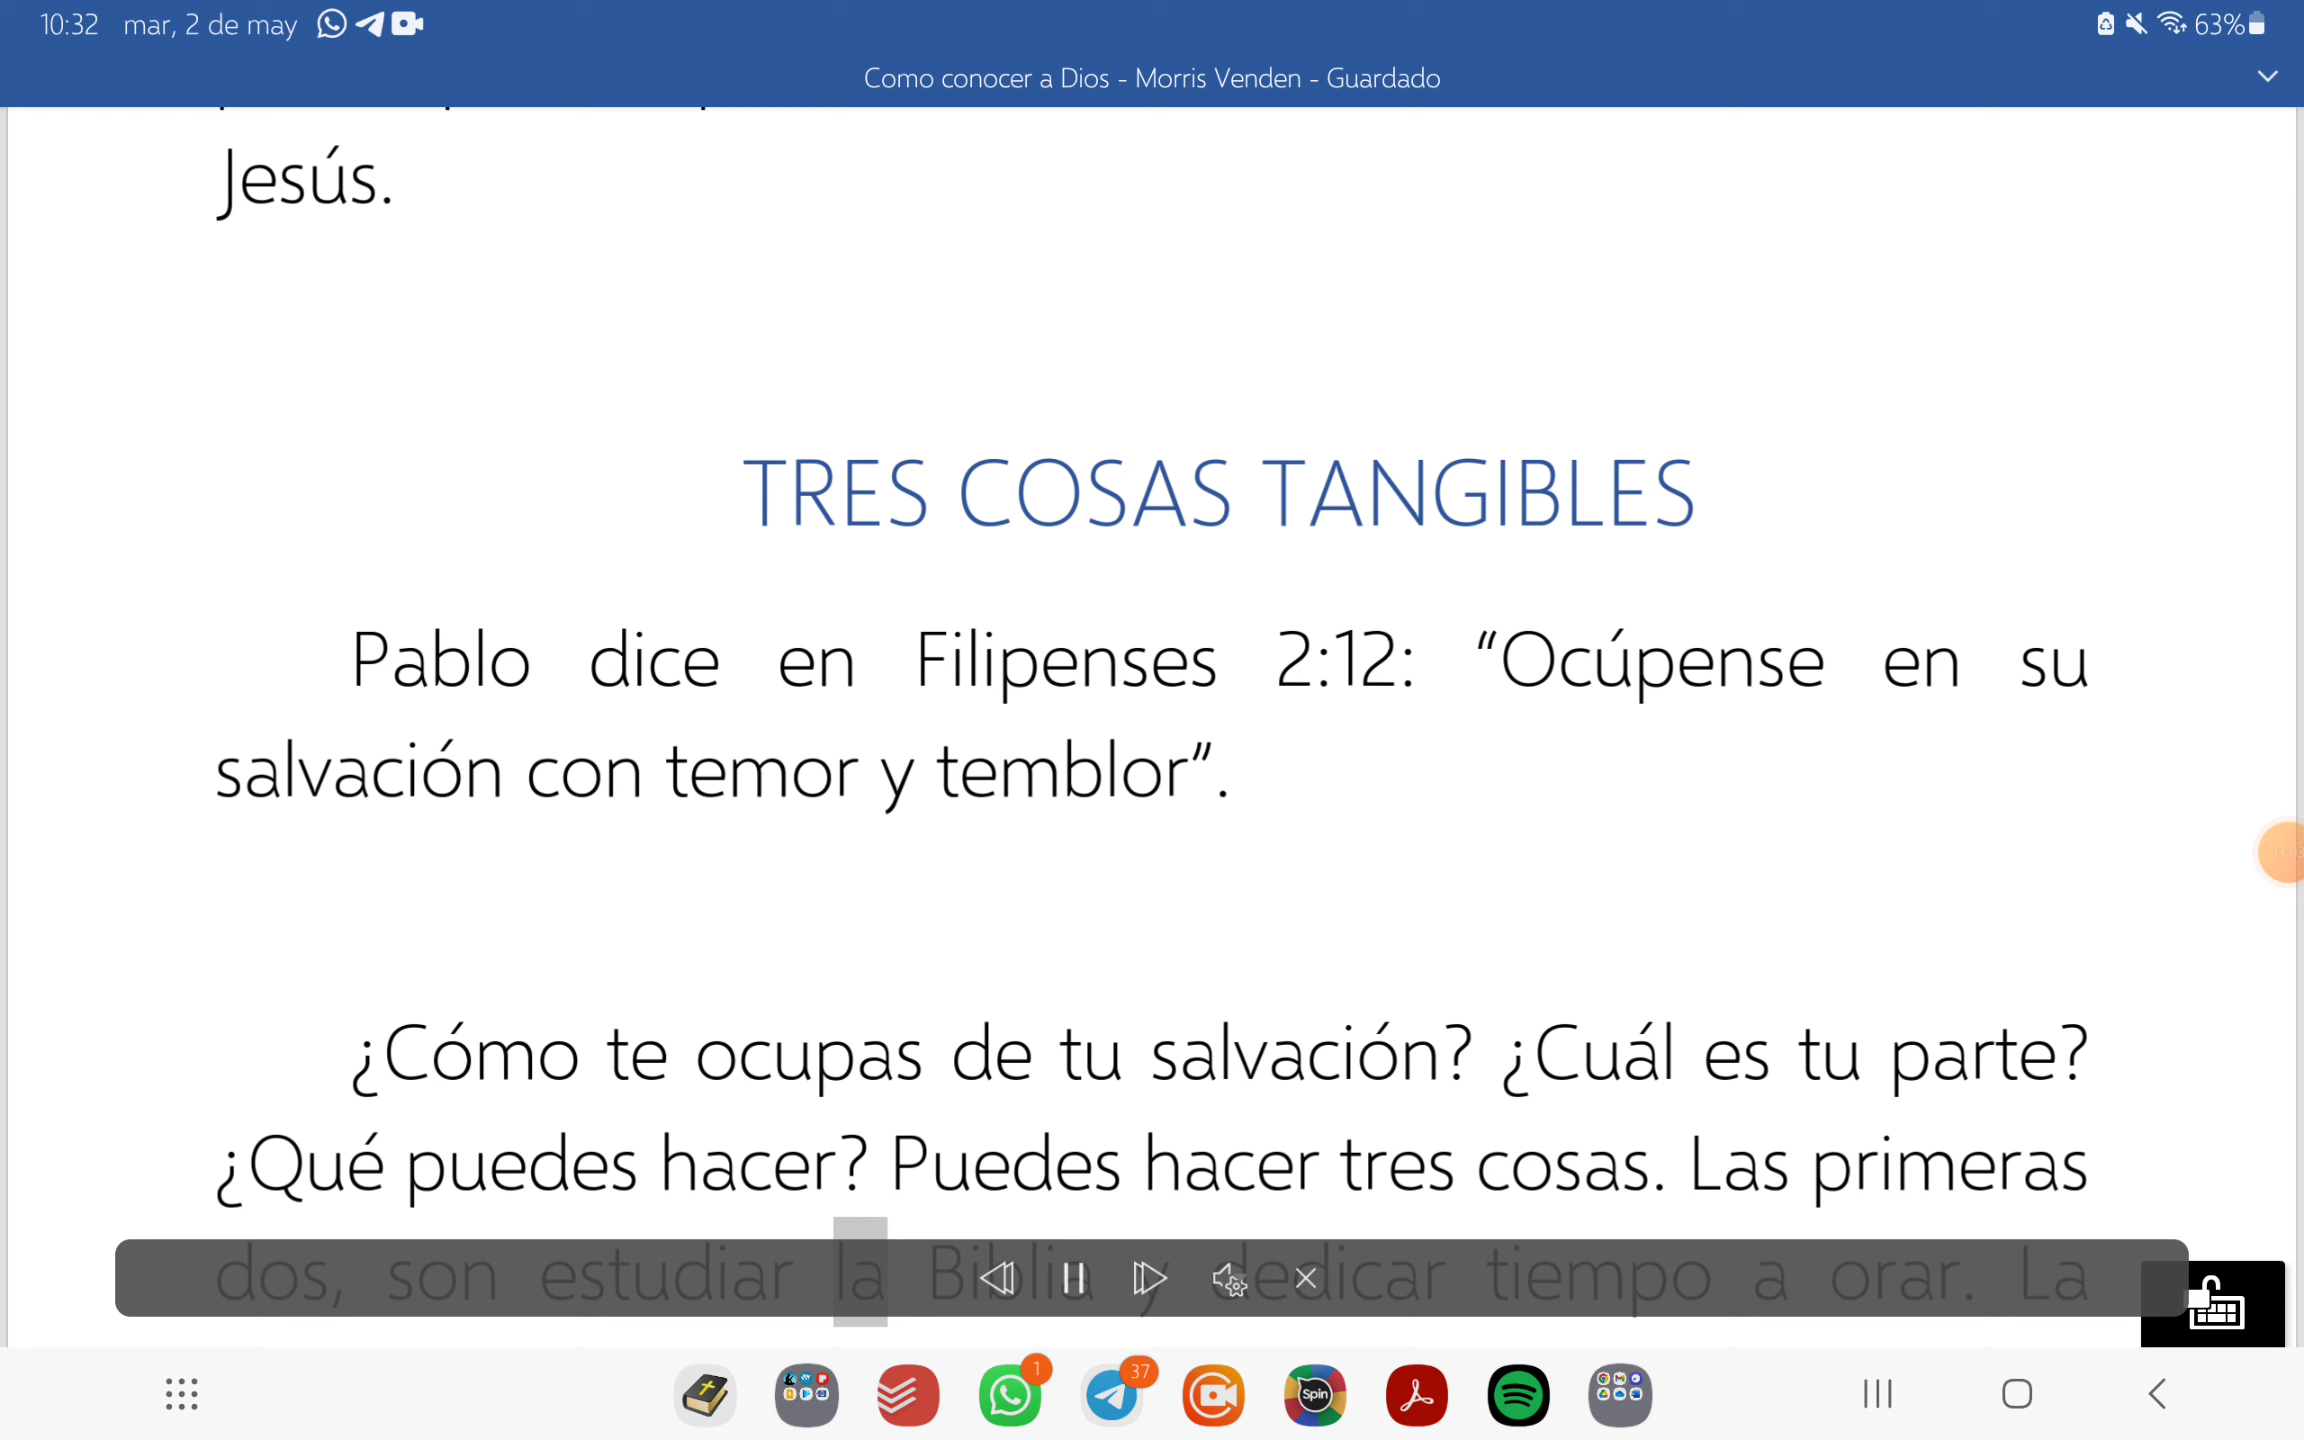 10:32 mar, 2 de may 63%
Como conocer a Dios - Morris Venden - Guardado
Jesús.
TRES COSAS TANGIBLES
Pablo dice en Filipenses 2:12: “Ocúpense en su
salvación con temor y temblor”.
¿Cómo te ocupas de tu salvación? ¿Cuál es tu parte?
¿Qué puedes hacer? Puedes hacer tres cosas. Las primeras
dos, son estudiar la Biblia y dedicar tiempo a orar. La
1 37
Spin